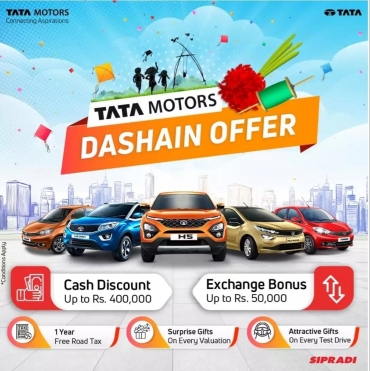 TATA MOTORS
Connecting Aspirations
TATA
TATA MOTORS
DASHAIN OFFER
H5
*Conditions Apply
Cash Discount
Up to Rs. 400,000
Exchange Bonus
Up to Rs. 50,000
1 Year
Free Road Tax
Surprise Gifts
On Every Valuation
Attractive Gifts
On Every Test Drive
SIPRADI